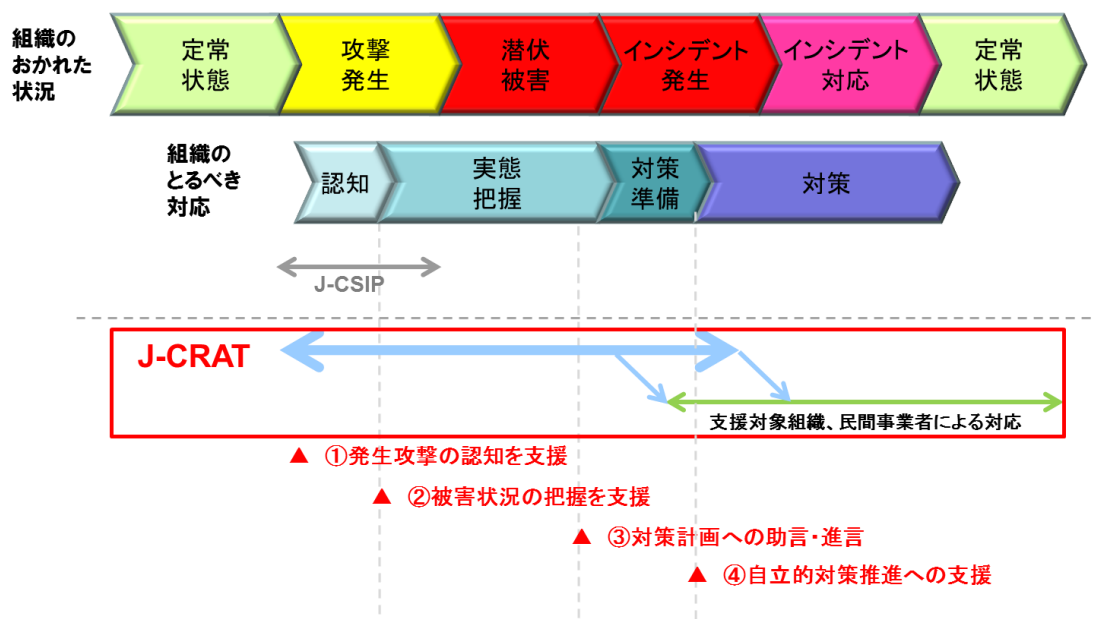 組織の
おかれた
状況
定常
状態
攻撃
発生
潜伏
被害
インシデント
発生
インシデント
対応
定常
状態
組織の
とるべき
対応
認知
実態
把握
対策
準備
対策
J-CSIP
J-CRAT
支援対象組織、民間事業者による対応
▲ ①発生攻撃の認知を支援
▲ ②被害状況の把握を支援
▲ ③対策計画への助言・進言
▲ ④自立的対策推進への支援